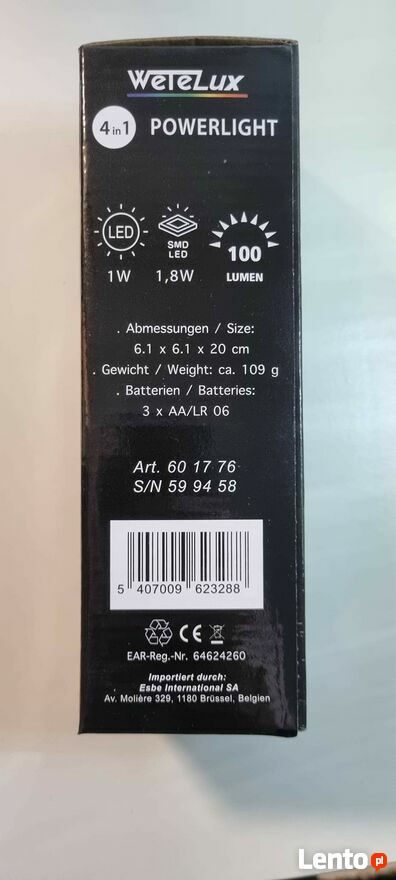 WeTeLux
4 in 1 POWERLIGHT
LED
SMD
LED
100
1W 1,8W LUMEN
. Abmessungen / Size:
6.1 x 6.1 x 20 cm
. Gewicht / Weight: ca. 109 g
. Batterien / Batteries:
3 x AA/LR 06
Art. 60 17 76
S/N 59 94 58
5 407009 623288
CE
EAR-Reg.-Nr. 64624260
Importiert durch:
Esbe International SA
Av. Molière 329, 1180 Brüssel, Belgien
Lento.pl